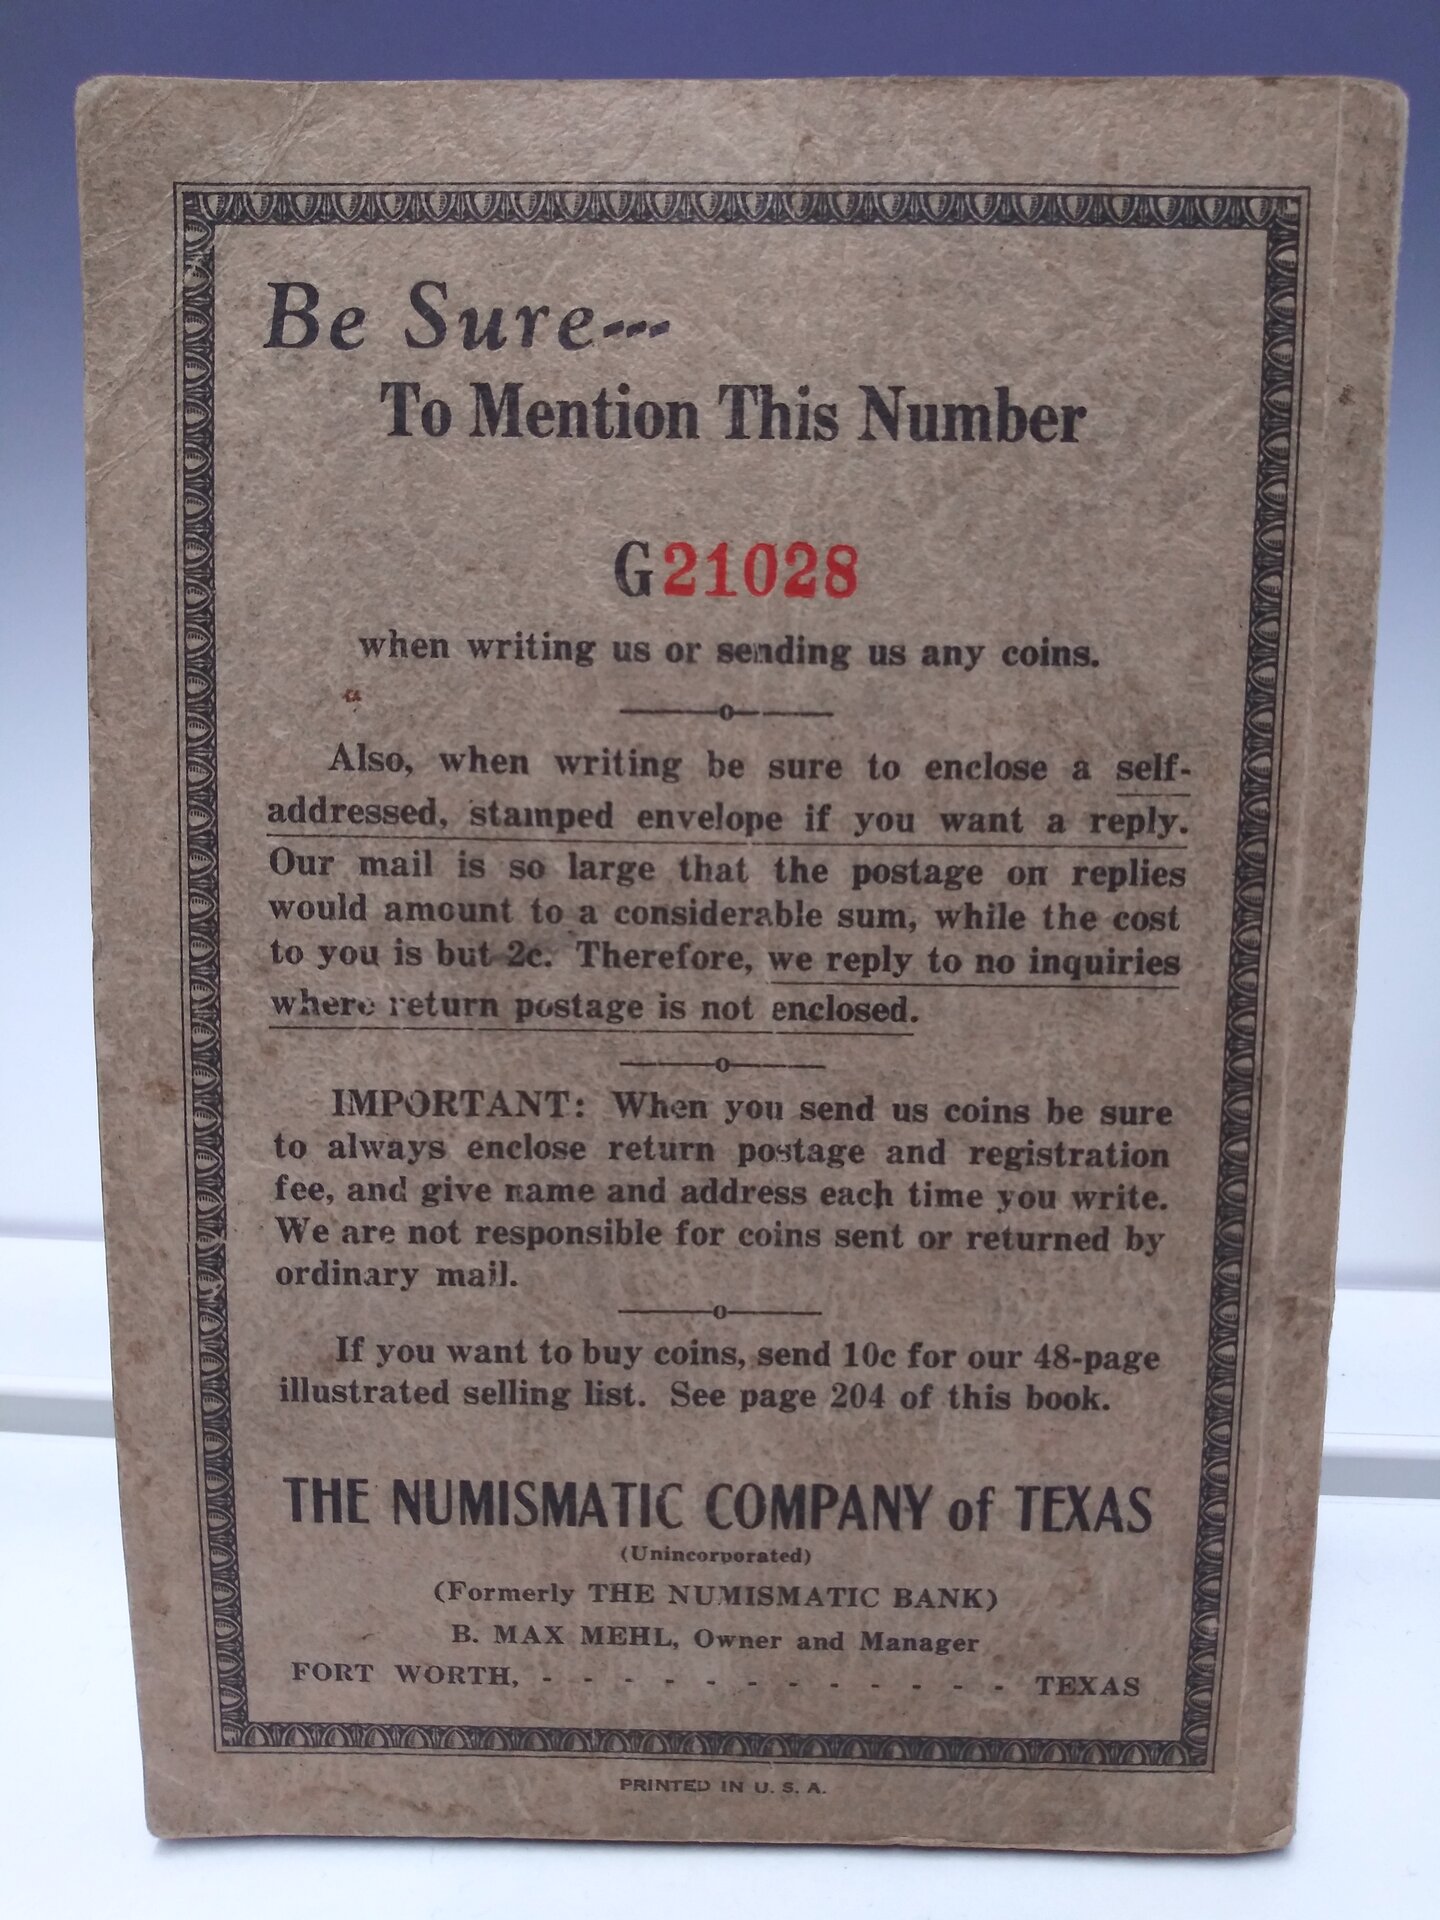 Be Sure---
To Mention This Number
G21028
when writing us or sending us any coins.
Also, when writing be sure to enclose a self-
addressed, stamped envelope if you want a reply.
Our mail is so large that the postage on replies
would amount to a considerable sum, while the cost
to you is but 2c. Therefore, we reply to no inquiries
where return postage is not enclosed.
IMPORTANT: When you send us coins be sure
to always enclose return postage and registration
fee, and give name and address each time you write.
We are not responsible for coins sent or returned by
ordinary mail.
If you want to buy coins, send 10c for our 48-page
illustrated selling list. See page 204 of this book.
THE NUMISMATIC COMPANY of TEXAS
(Unincorporated)
(Formerly THE NUMISMATIC BANK)
B. MAX MEHL, Owner and Manager
FORT WORTH, - - - - - - - - - - - - TEXAS
PRINTED IN U. S. A.